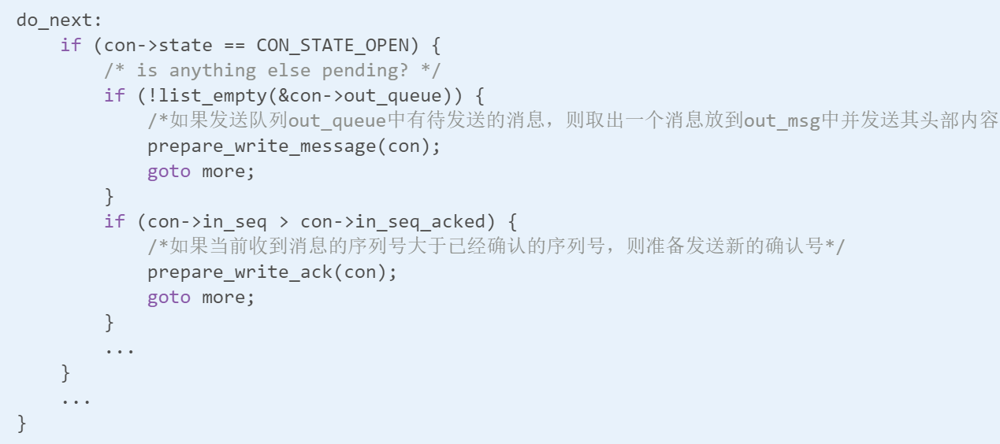 do_next:
    if (con->state == CON_STATE_OPEN) {
        /* is anything else pending? */
        if (!list_empty(&con->out_queue)) {
            /*如果发送队列out_queue中有待发送的消息，则取出一个消息放到out_msg中并发送其头部内容
            prepare_write_message(con);
            goto more;
        }
        if (con->in_seq > con->in_seq_acked) {
            /*如果当前收到消息的序列号大于已经确认的序列号，则准备发送新的确认号*/
            prepare_write_ack(con);
            goto more;
        }
        ...
    }
    ...
}